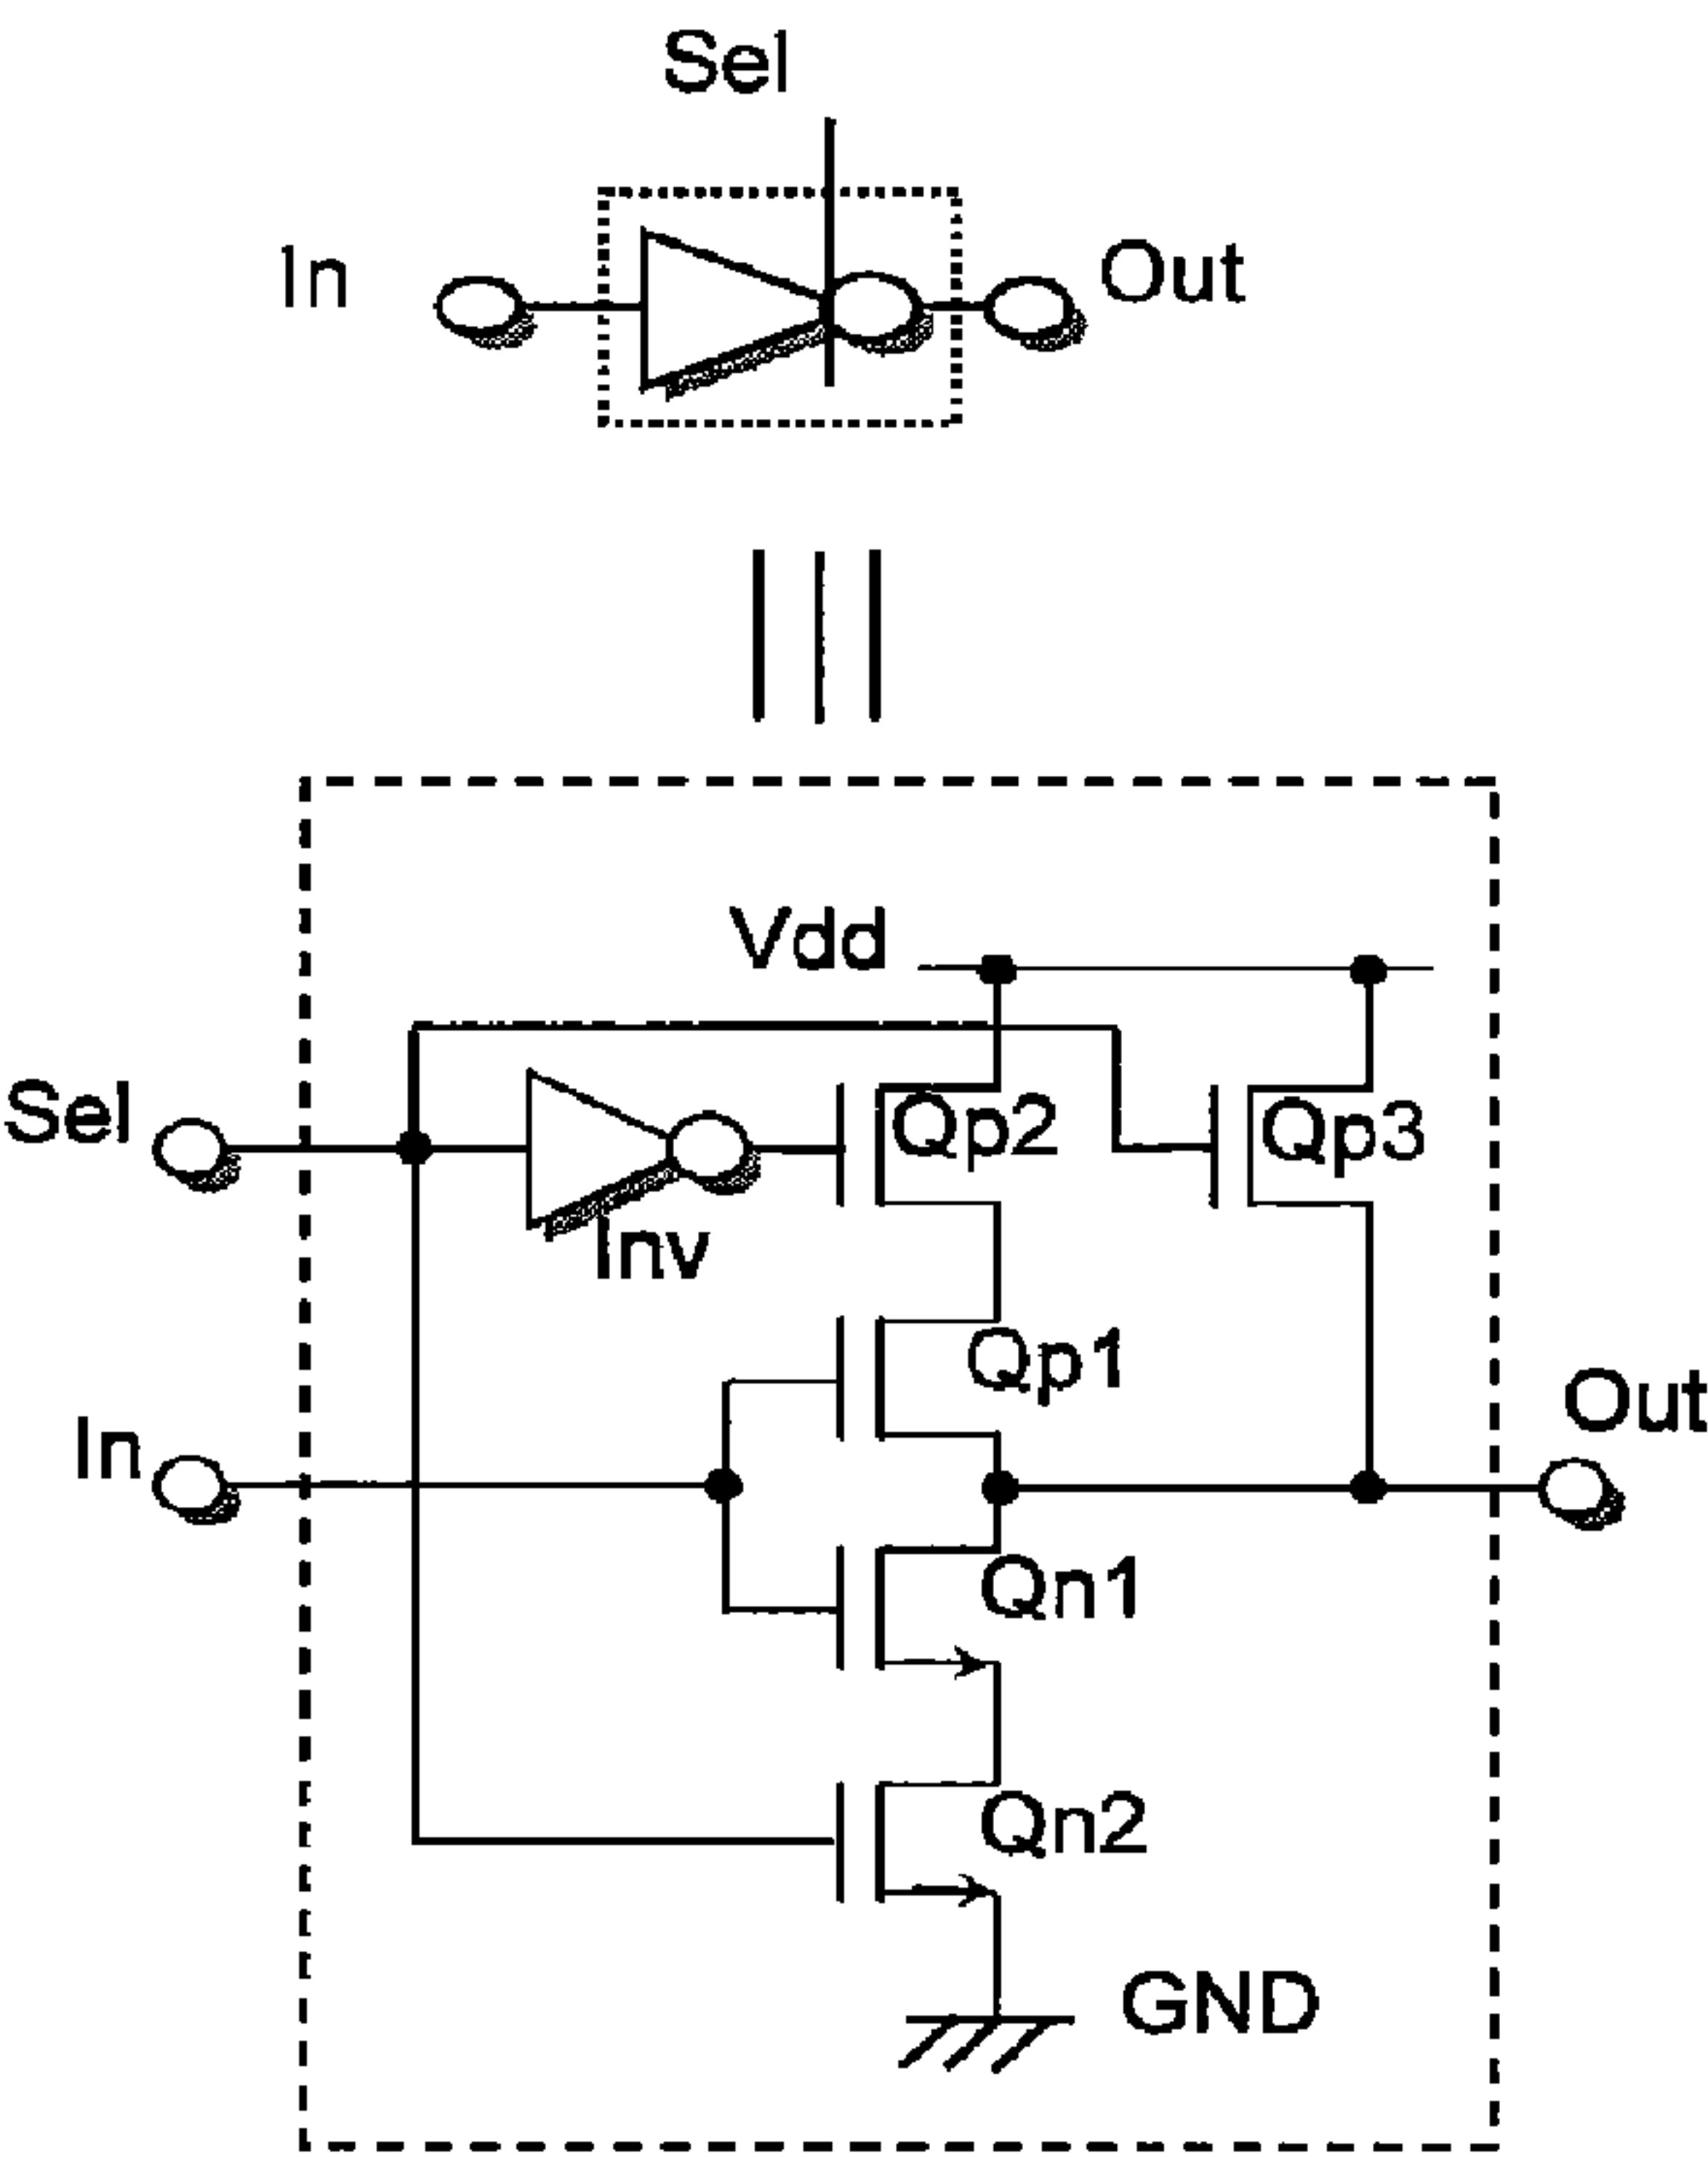 Sel
In
Out
Vdd
Sel
Qp2
Qp3
Inv
Qp1
In
Out
Qn1
Qn2
GND